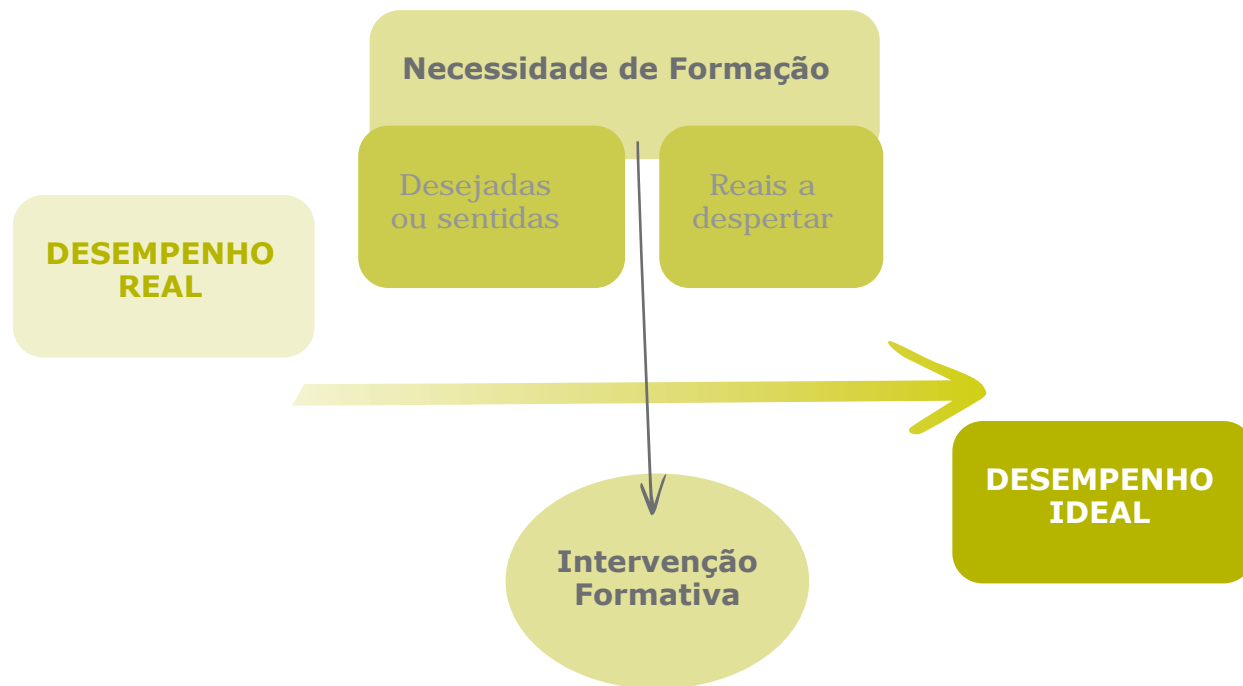 Necessidade de Formação
Desejadas
ou sentidas
Reais a
despertar
DESEMPENHO
REAL
DESEMPENHO
IDEAL
Intervenção
Formativa